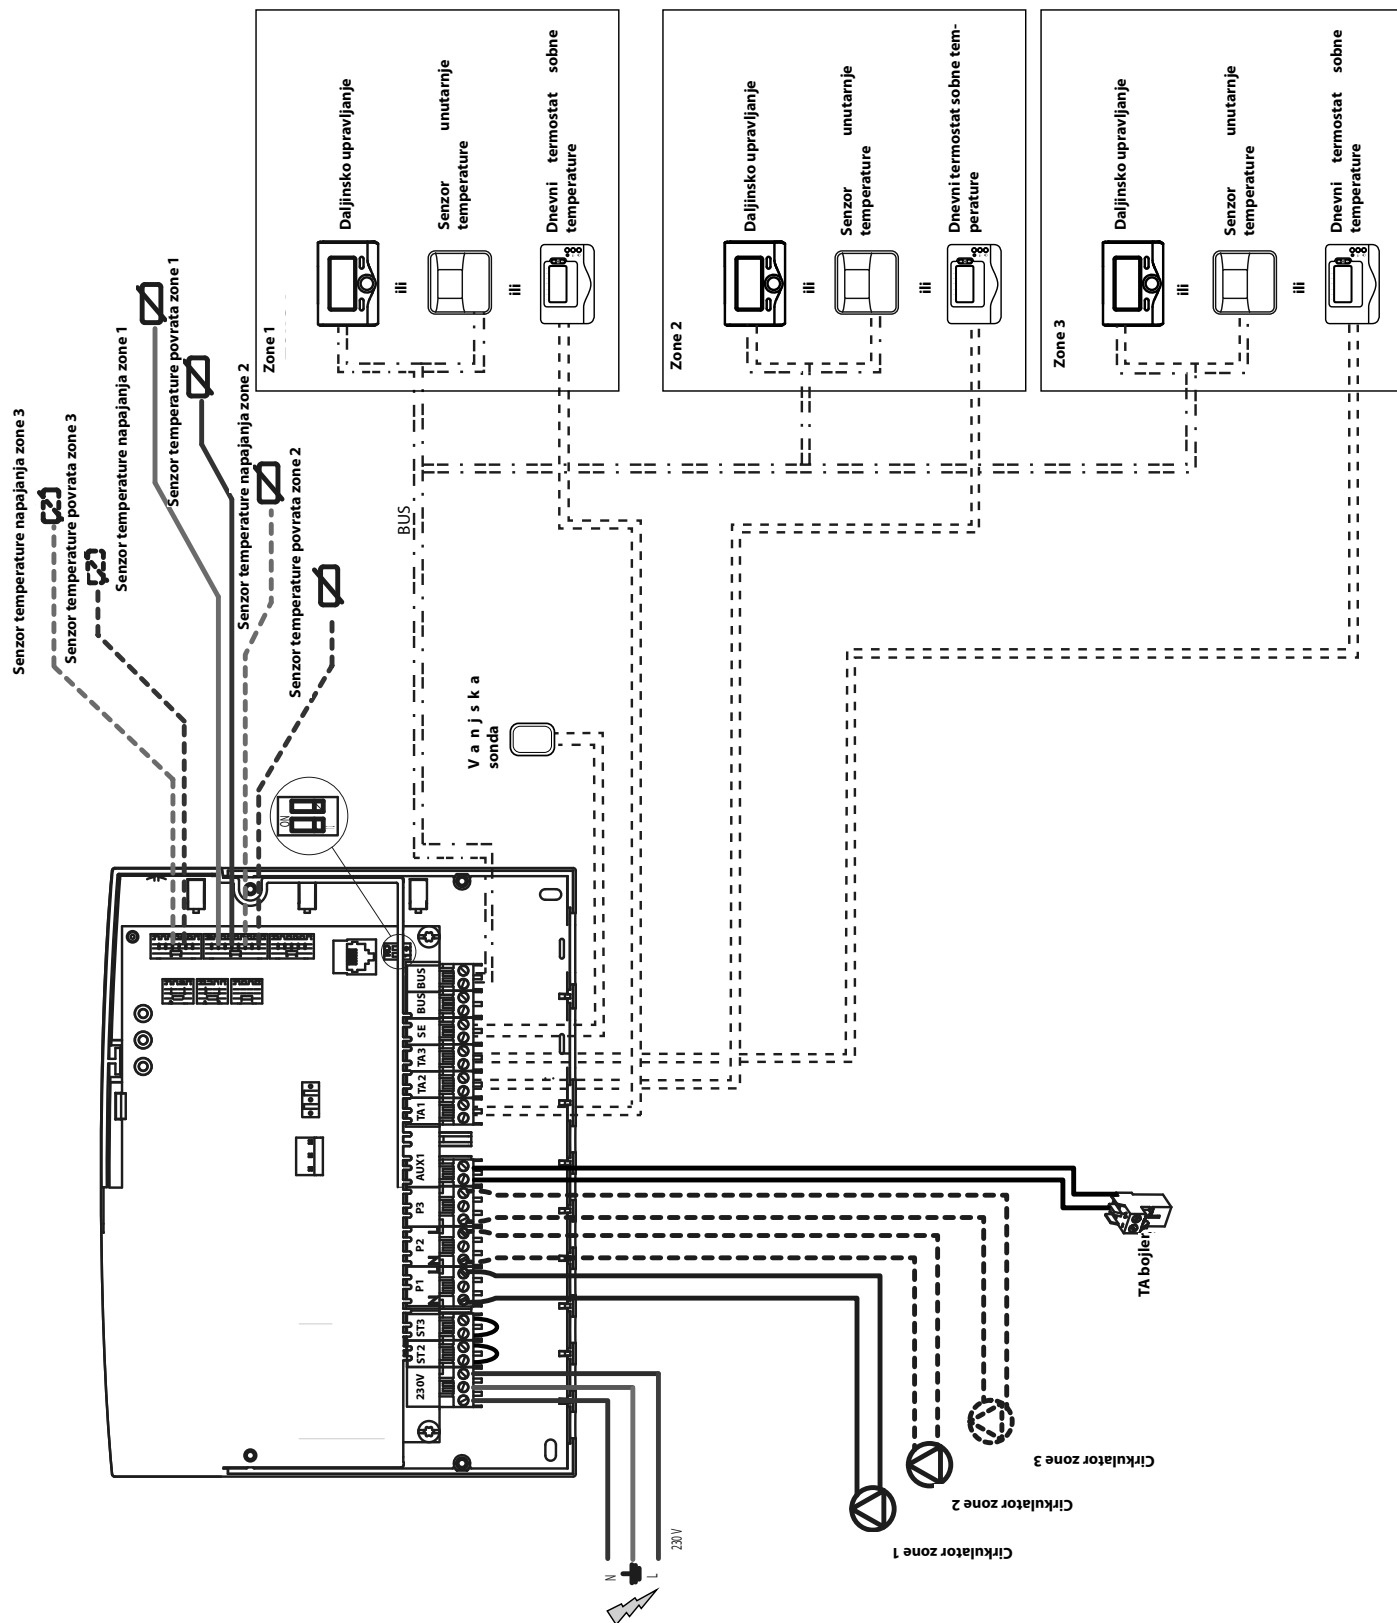 Zone 1
Daljinsko upravljanje
ili
Senzor unutarnje
temperature
ili
Dnevni termostat sobne
temperature
Zone 2
Daljinsko upravljanje
ili
Senzor unutarnje
temperature
ili
Dnevni termostat sobne tem-
perature
Zone 3
Daljinsko upravljanje
ili
Senzor unutarnje
temperature
ili
Dnevni termostat sobne
temperature
Senzor temperature napajanja zone 3
Senzor temperature povrata zone 3
Senzor temperature napajanja zone 1
Senzor temperature povrata zone 1
Senzor temperature napajanja zone 2
Senzor temperature povrata zone 2
BUS
Vanjska
sonda
ON
230V
ST2
ST3
P1
P2
P3
AUX1
TA1
TA2
TA3
SE
BUS
BUS
N
L
N
L
TA bojler
Cirkulator zone 1
Cirkulator zone 2
Cirkulator zone 3
N
L
230 V